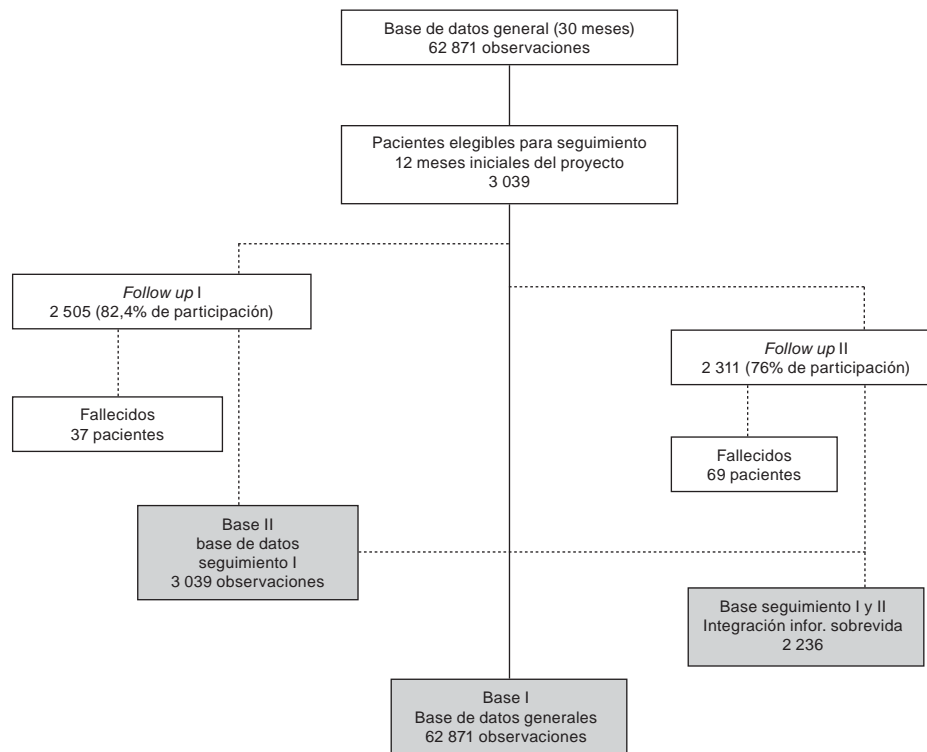 Base de datos general (30 meses)
62 871 observaciones
Pacientes elegibles para seguimiento
12 meses iniciales del proyecto
3 039
Follow up I
2 505 (82,4% de participación)
Follow up II
2 311 (76% de participación)
Fallecidos
37 pacientes
Fallecidos
69 pacientes
Base II
base de datos
seguimiento I
3 039 observaciones
Base seguimiento I y II
Integración infor. sobrevida
2 236
Base I
Base de datos generales
62 871 observaciones